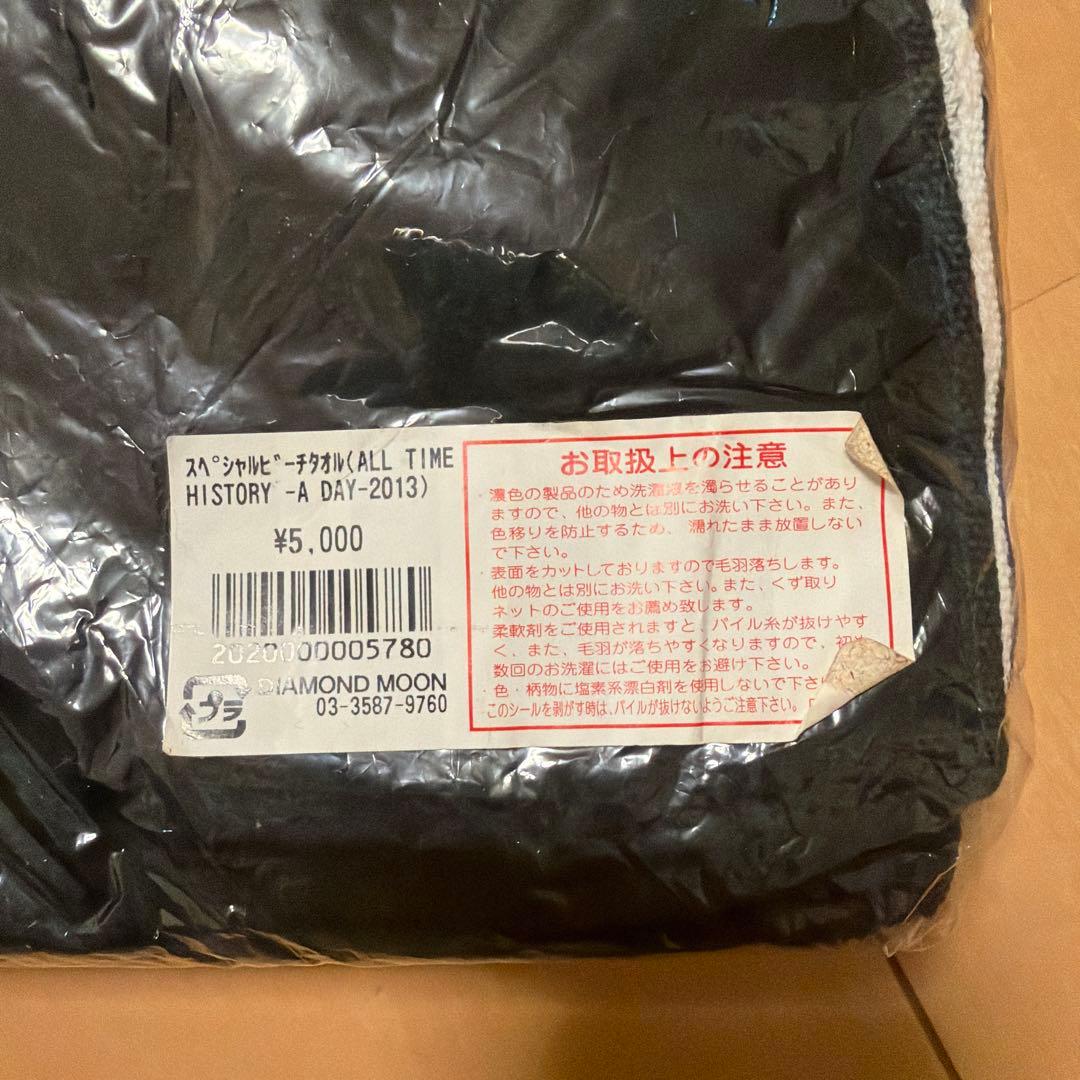 スペシャルビーチタオル(ALL TIME
HISTORY -A DAY-2013)
¥5,000
2020000005780
プラ
DIAMOND MOON
03-3587-9760
お取扱上の注意
・濃色の製品のため洗濯液を濁らせることがあり
ますので、他の物とは別にお洗い下さい。また、
色移りを防止するため、濡れたまま放置しない
で下さい。
・表面をカットしておりますので毛羽落ちします。
他の物とは別にお洗い下さい。また、くず取り
ネットのご使用をお薦め致します。
柔軟剤をご使用されますと、パイル糸が抜けやす
く、また、毛羽が落ちやすくなりますので、初め
数回のお洗濯にはご使用をお避け下さい。
・色・柄物に塩素系漂白剤を使用しないで下さい
このシールを剥がす時は、パイルが抜けないようご注意下さい。